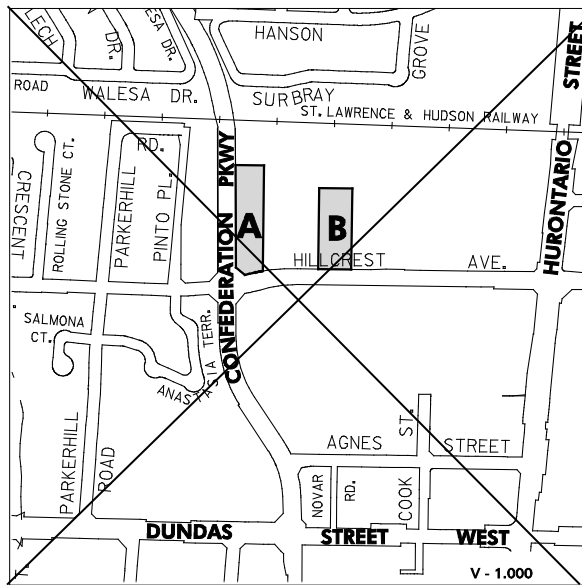 LECH
DR.
WALESA DR.
HANSON
GROVE
STREET
ROAD
WALESA DR.
SURBRAY
ST. LAWRENCE & HUDSON RAILWAY
CRESCENT
ROLLING STONE CT.
PARKERHILL
RD.
PINTO PL.
CONFEDERATION PKWY
A
B
HURONTARIO
HILLCREST AVE.
SALMONA
CT.
ANASTASIA TERR.
AGNES STREET
PARKERHILL
ROAD
NOVAR
RD.
COOK
ST.
DUNDAS STREET WEST
V - 1.000